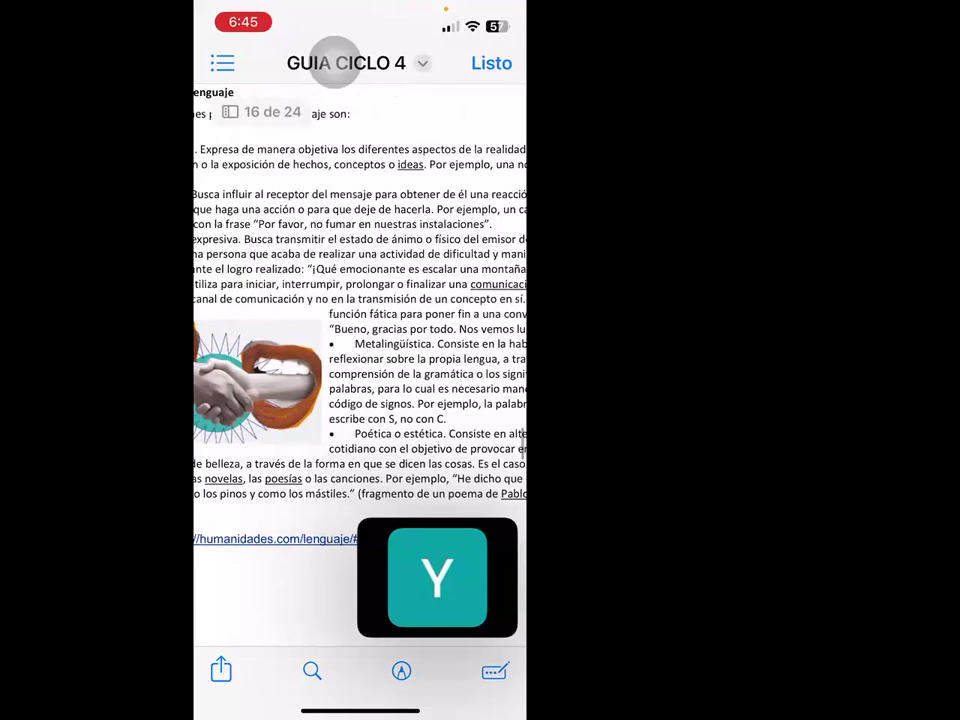 6:45
57
GUIA CICLO 4
Listo
enguaje
nes
16 de 24
aje son:
. Expresa de manera objetiva los diferentes aspectos de la realidad
n o la exposición de hechos, conceptos o ideas. Por ejemplo, una no
Busca influir al receptor del mensaje para obtener de él una reacció
que haga una acción o para que deje de hacerla. Por ejemplo, un ca
con la frase “Por favor, no fumar en nuestras instalaciones”.
expresiva. Busca transmitir el estado de ánimo o físico del emisor d
na persona que acaba de realizar una actividad de dificultad y mani
ante el logro realizado: “¡Qué emocionante es escalar una montaña
utiliza para iniciar, interrumpir, prolongar o finalizar una comunicaci
canal de comunicación y no en la transmisión de un concepto en sí.
función fática para poner fin a una conv
“Bueno, gracias por todo. Nos vemos lu
• Metalingüística. Consiste en la hab
reflexionar sobre la propia lengua, a tra
comprensión de la gramática o los signi
palabras, para lo cual es necesario mane
código de signos. Por ejemplo, la palabr
escribe con S, no con C.
• Poética o estética. Consiste en alte
cotidiano con el objetivo de provocar en
de belleza, a través de la forma en que se dicen las cosas. Es el caso
as novelas, las poesías o las canciones. Por ejemplo, “He dicho que
o los pinos y como los mástiles.” (fragmento de un poema de Pablo
//humanidades.com/lenguaje/#
Y